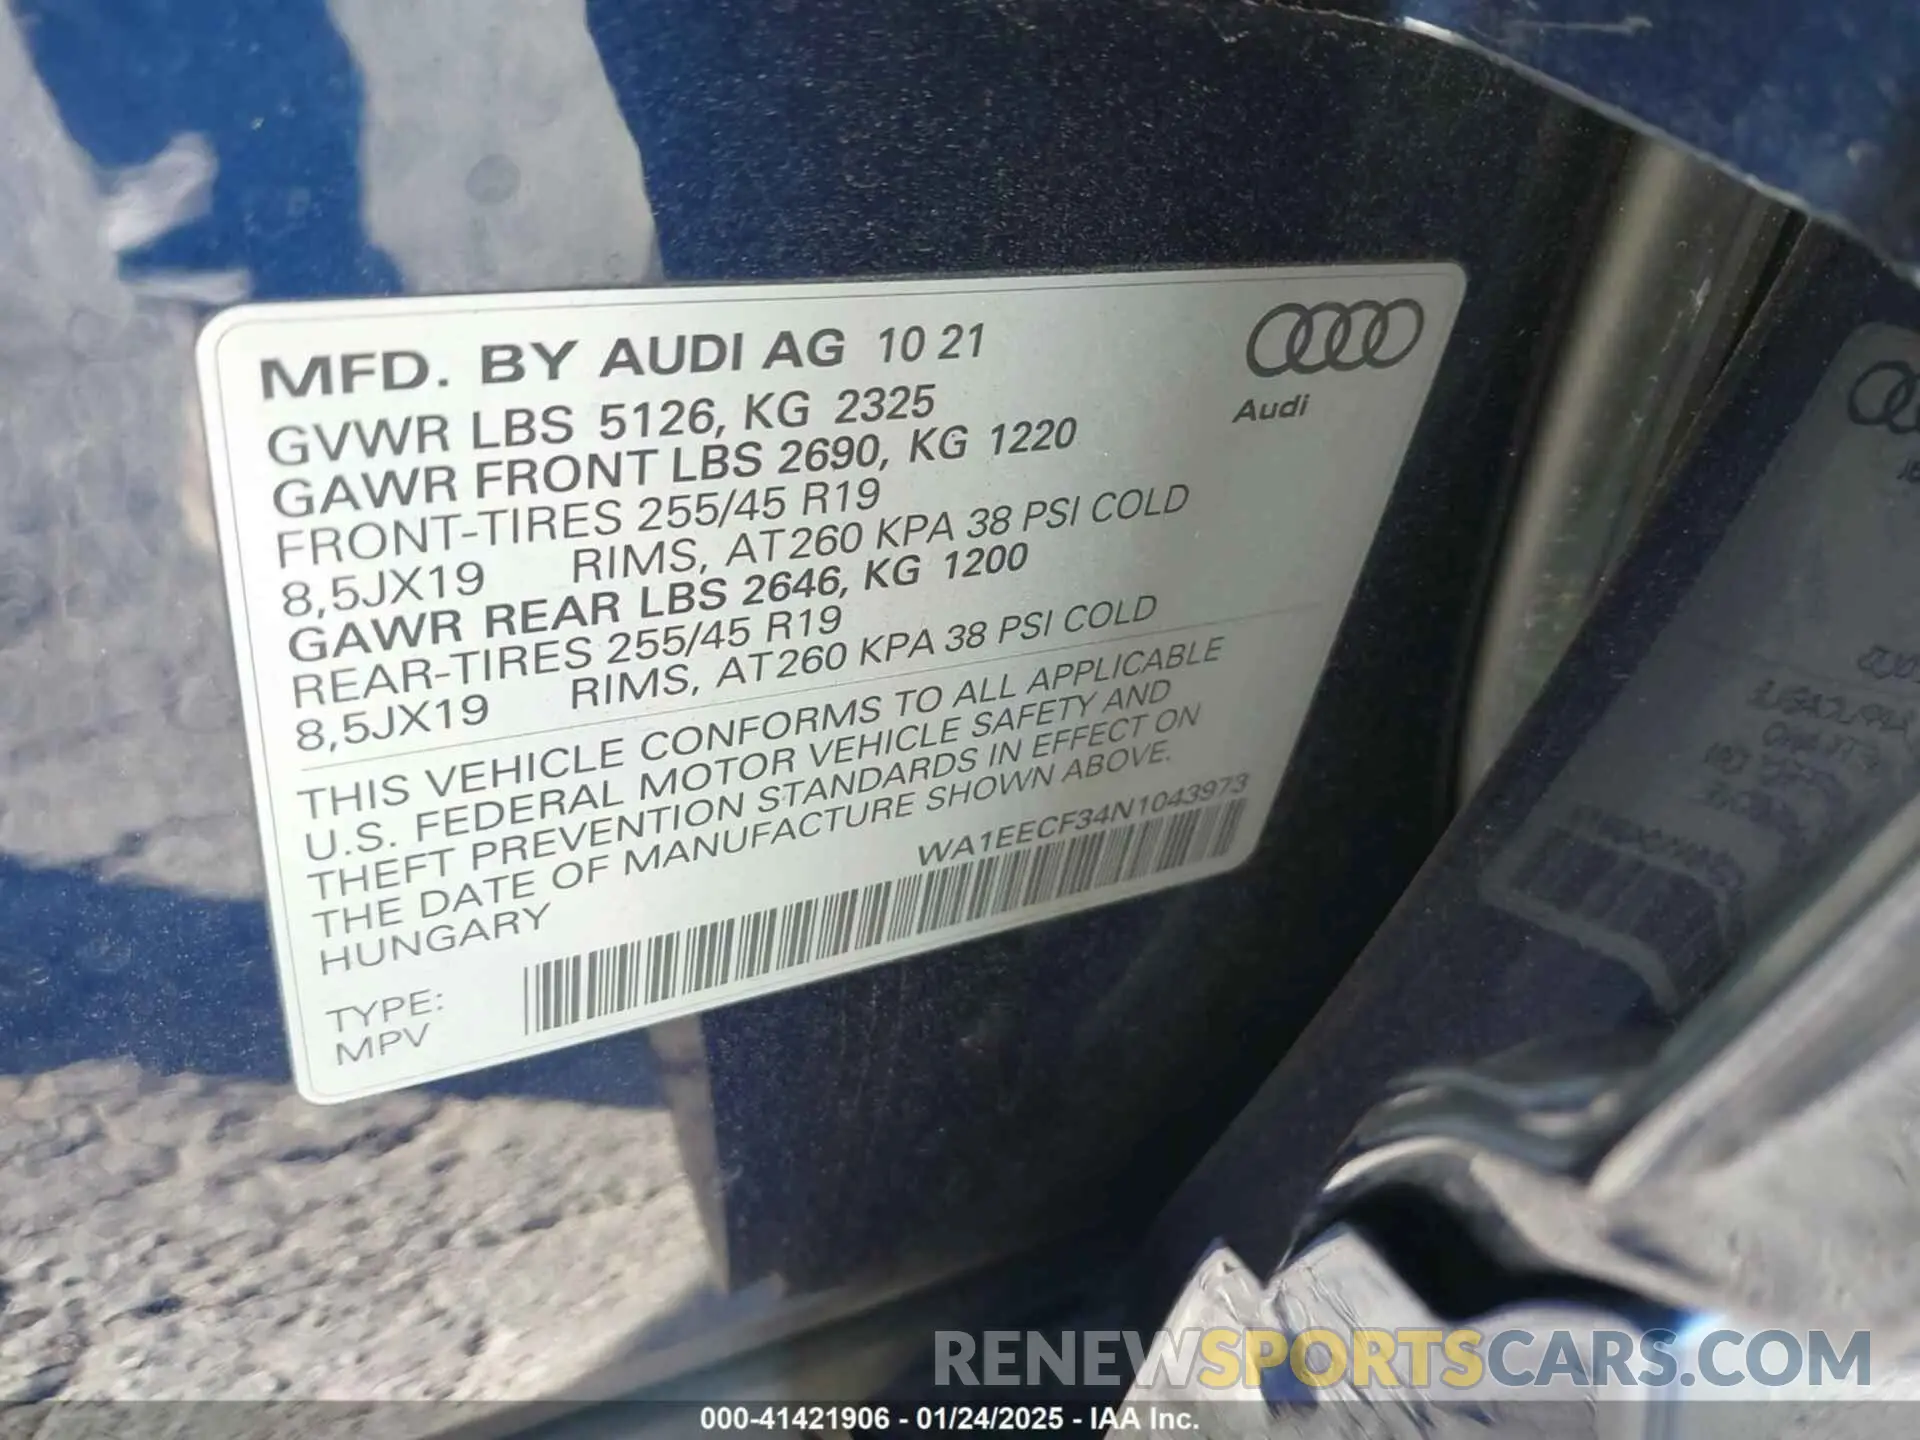 MFD. BY AUDI AG 10 21
GVWR LBS 5126, KG 2325
GAWR FRONT LBS 2690, KG 1220
FRONT-TIRES 255/45 R19
8,5JX19 RIMS, AT260 KPA 38 PSI COLD
GAWR REAR LBS 2646, KG 1200
REAR-TIRES 255/45 R19
8,5JX19 RIMS, AT260 KPA 38 PSI COLD
Audi
THIS VEHICLE CONFORMS TO ALL APPLICABLE
U.S. FEDERAL MOTOR VEHICLE SAFETY AND
THEFT PREVENTION STANDARDS IN EFFECT ON
THE DATE OF MANUFACTURE SHOWN ABOVE.
HUNGARY
WA1EECF34N1043973
TYPE:
MPV
RENEWSPORTSCARS.COM
000-41421906 - 01/24/2025 - IAA Inc.